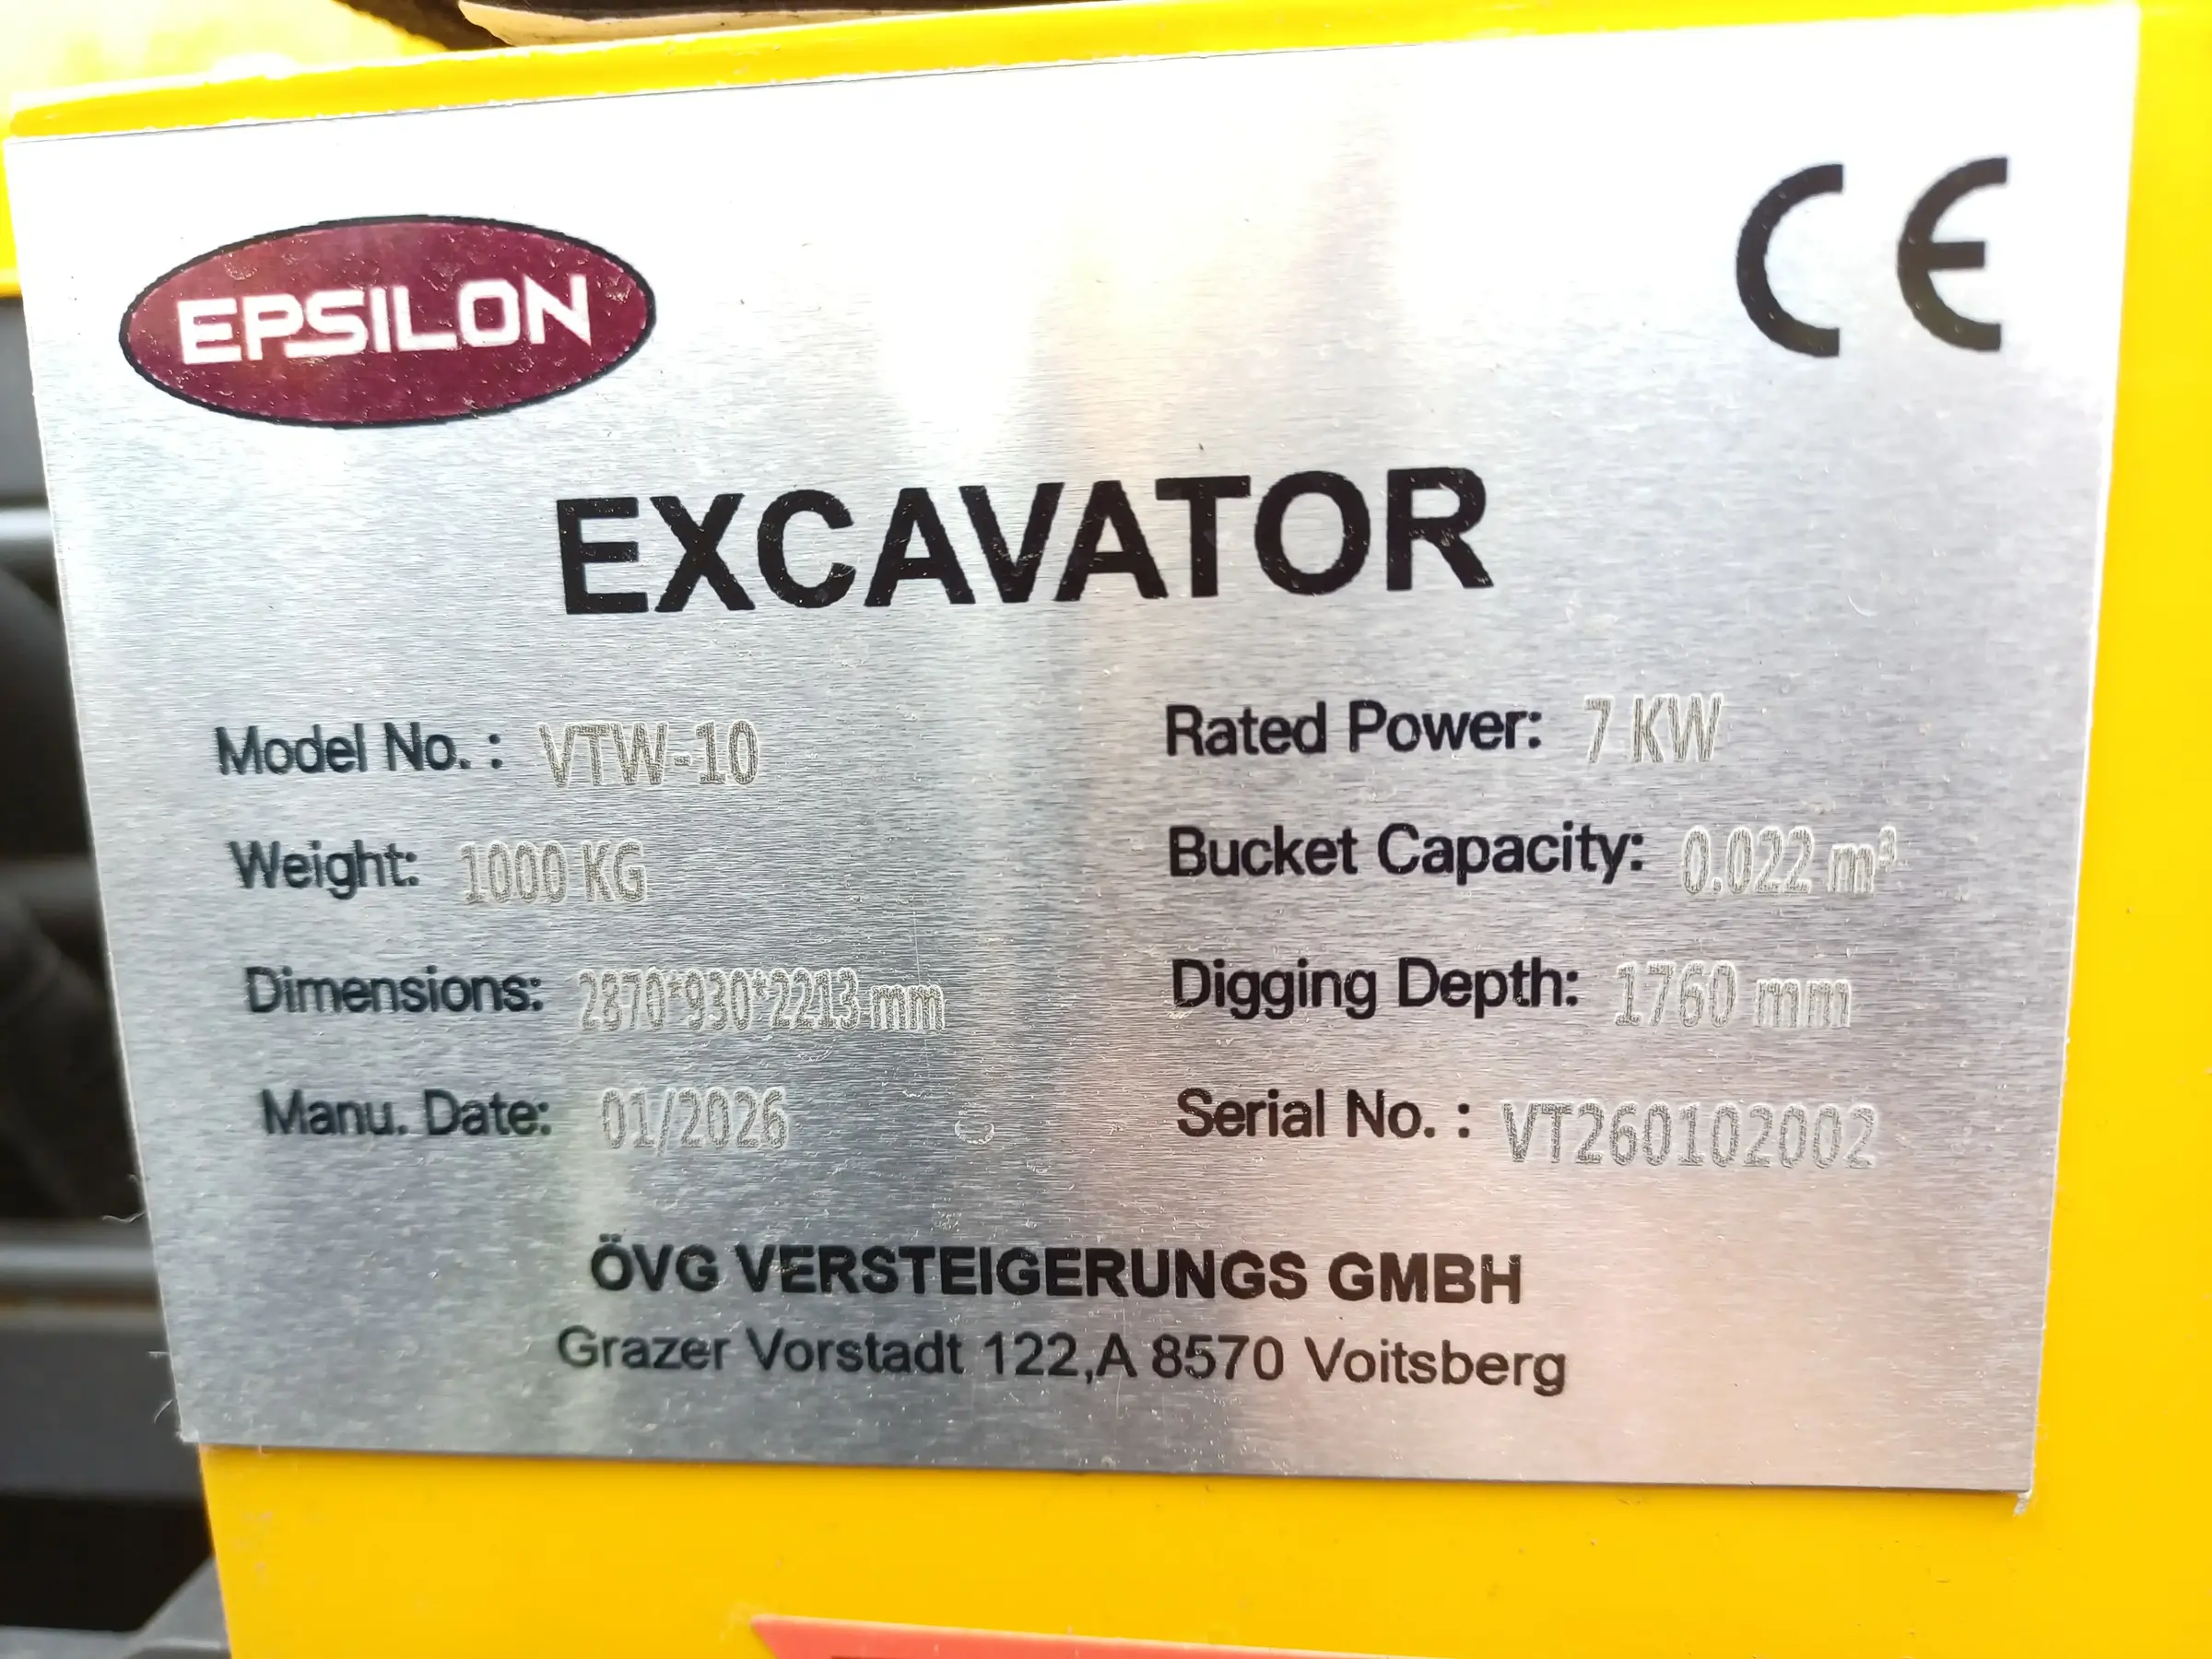 EPSILON
CE
EXCAVATOR
Model No. : VTW-10
Rated Power: 7 KW
Weight: 1000 KG
Bucket Capacity: 0.022 m³
Dimensions: 2870*930*2213 mm
Digging Depth: 1760 mm
Manu. Date: 01/2026
Serial No. : VT260102002
ÖVG VERSTEIGERUNGS GMBH
Grazer Vorstadt 122,A 8570 Voitsberg